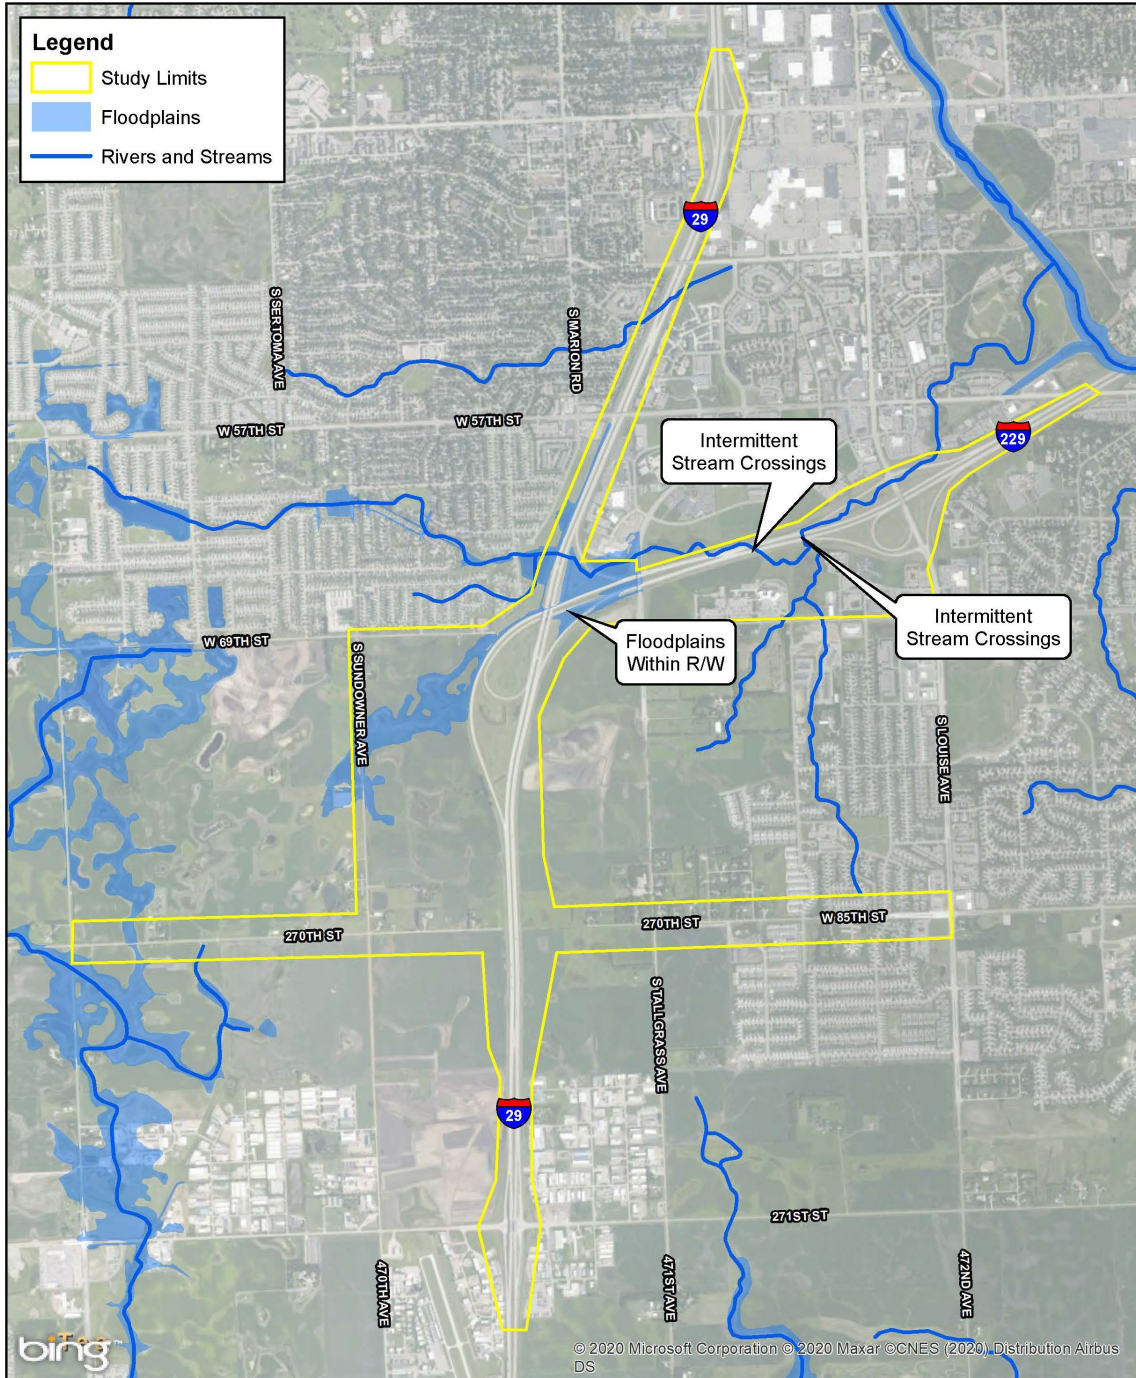 Legend
Study Limits
Floodplains
Rivers and Streams
29
S SERTOMA AVE
S MARION RD
W 57TH ST
W 57TH ST
229
Intermittent
Stream Crossings
Intermittent
Stream Crossings
Floodplains
Within R/W
W 69TH ST
S SUNDOWNER AVE
S LOUISE AVE
270TH ST
270TH ST
W 85TH ST
S TALLGRASS AVE
29
271ST ST
470TH AVE
471ST AVE
472ND AVE
bing™
© 2020 Microsoft Corporation © 2020 Maxar ©CNES (2020) Distribution Airbus
DS